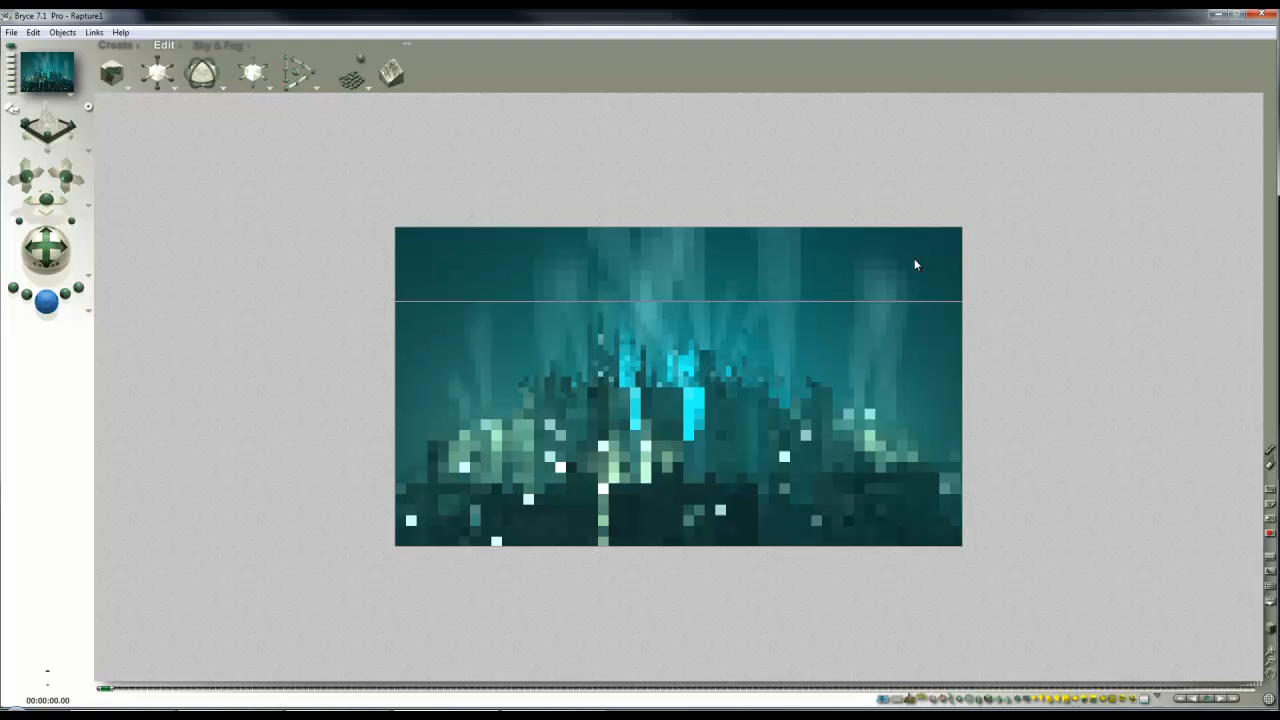 Bryce 7.1 Pro - Rapture1
File Edit Objects Links Help
Create Edit Sky & Fog
00:00:00.00